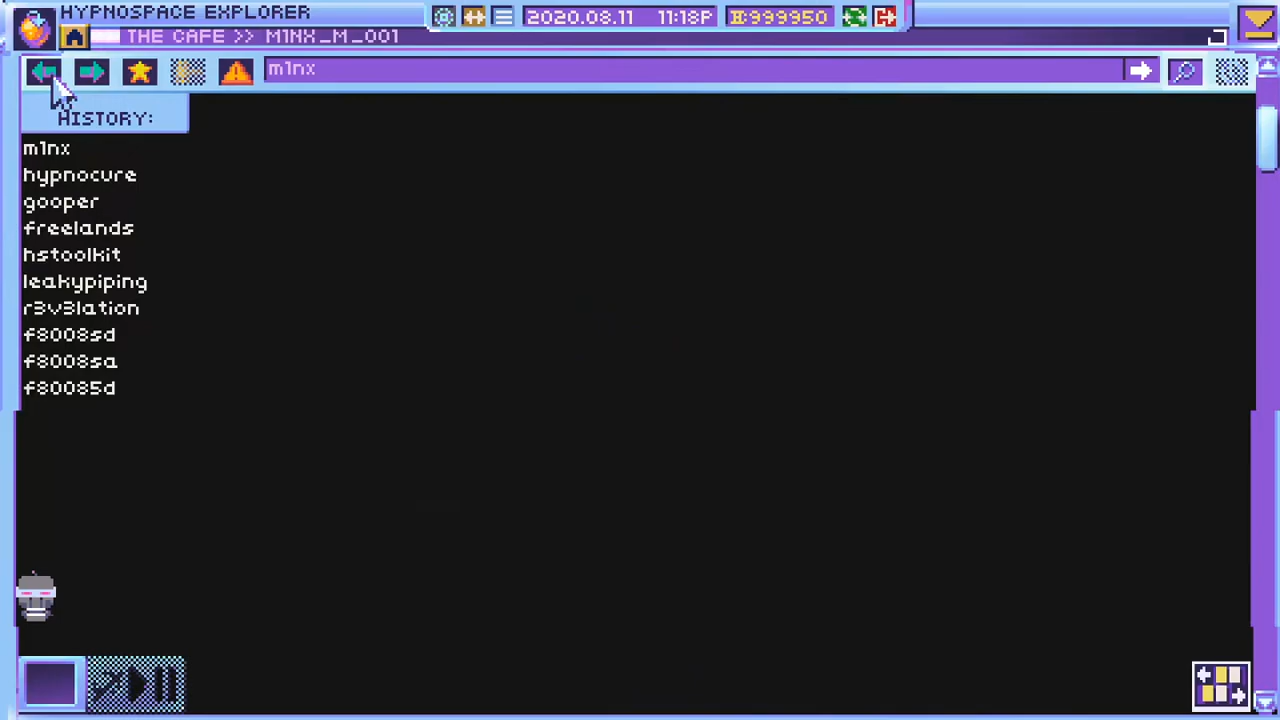 HYPNOSPACE EXPLORER
2020.08.11 11:18P
999950
THE CAFE >> M1NX_M_001
m1nx
HISTORY:
m1nx
hypnocure
gooper
freelands
hstoolkit
leakypiping
r3v3lation
f8008sd
f8008sa
f80085d